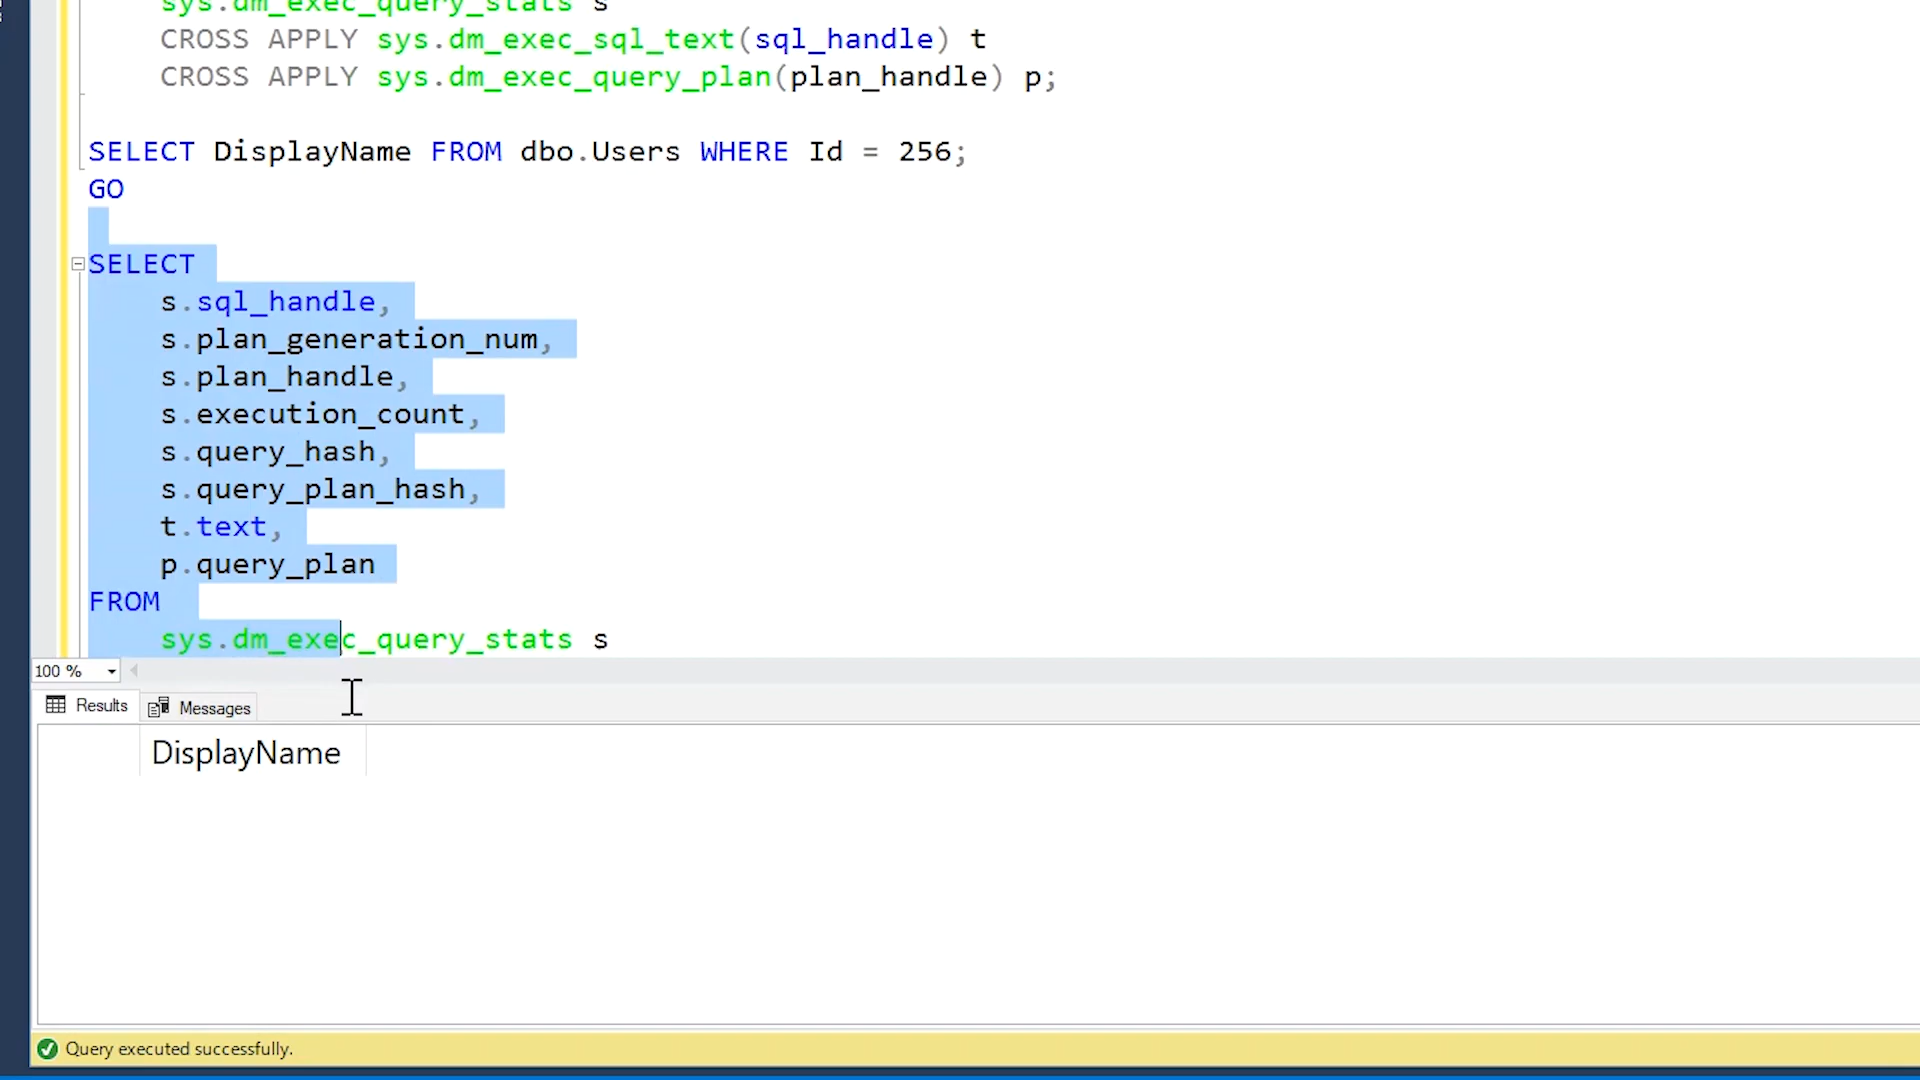 sys.dm_exec_query_stats s
CROSS APPLY sys.dm_exec_sql_text(sql_handle) t
CROSS APPLY sys.dm_exec_query_plan(plan_handle) p;
SELECT DisplayName FROM dbo.Users WHERE Id = 256;
GO
SELECT
s.sql_handle,
s.plan_generation_num,
s.plan_handle,
s.execution_count,
s.query_hash,
s.query_plan_hash,
t.text,
p.query_plan
FROM
sys.dm_exec_query_stats s
100 %
Results Messages
DisplayName
Query executed successfully.